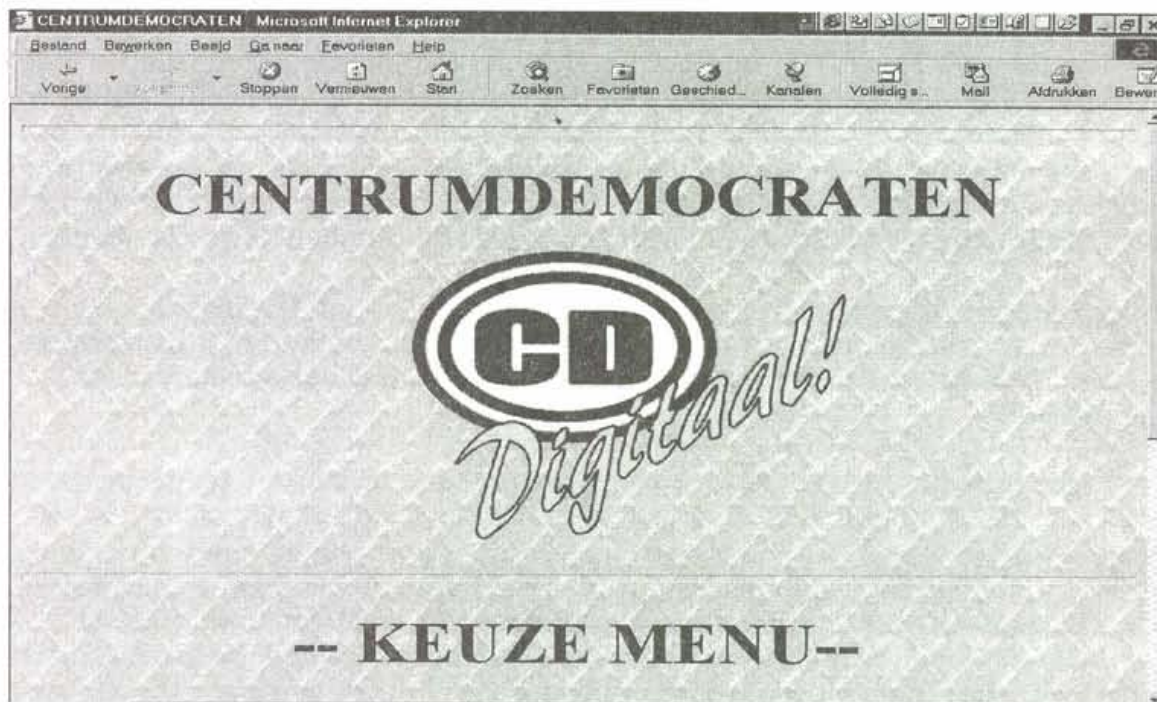 CENTRUMDEMOCRATEN Microsoft Internet Explorer
Bestand Bewerken Beeld Ga naar Favorieten Help
Vorige Stoppen Vernieuwen Start Zoeken Favorieten Geschied... Kanalen Volledig s... Mail Afdrukken Bewer
CENTRUMDEMOCRATEN
CD
Digitaal!
-- KEUZE MENU--